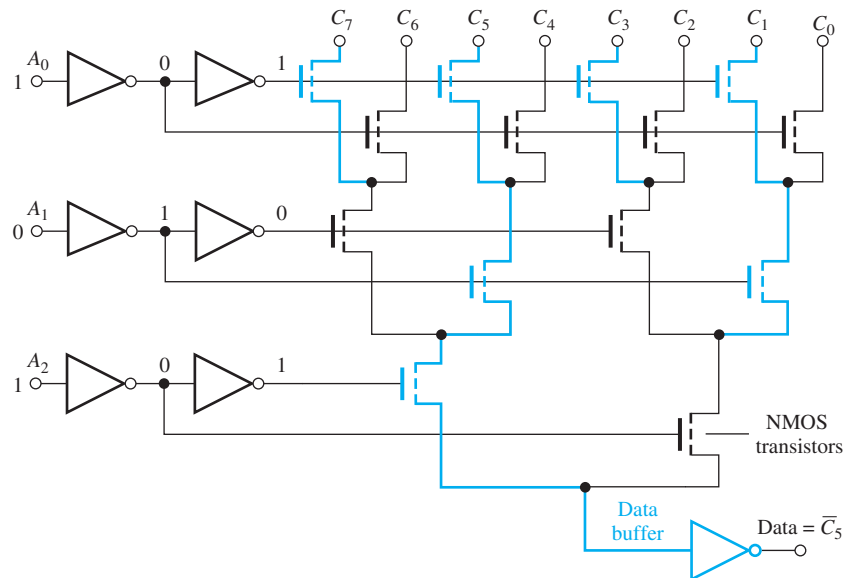 C₇ C₆ C₅ C₄ C₃ C₂ C₁ C₀
A₀
1 0 1
A₁
0 1 0
A₂
1 0 1
NMOS
transistors
Data
buffer
Data = C̅₅